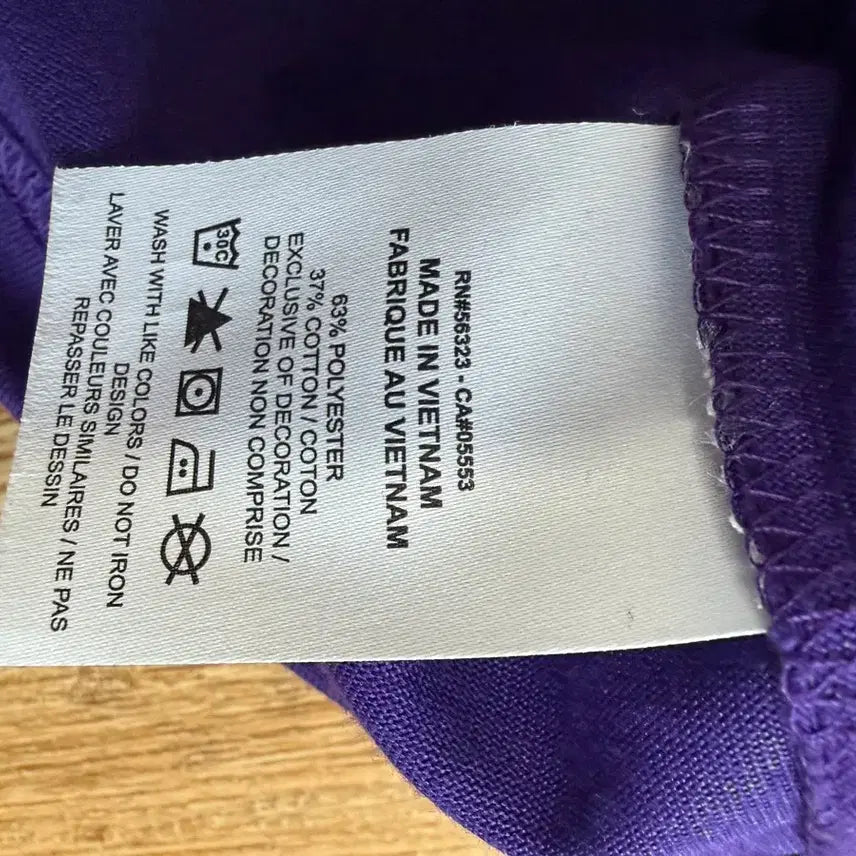 RN#56323 - CA#05553
MADE IN VIETNAM
FABRIQUE AU VIETNAM
63% POLYESTER
37% COTTON / COTON
EXCLUSIVE OF DECORATION /
DECORATION NON COMPRISE
30C
WASH WITH LIKE COLORS / DO NOT IRON
DESIGN
LAVER AVEC COULEURS SIMILAIRES / NE PAS
REPASSER LE DESSIN